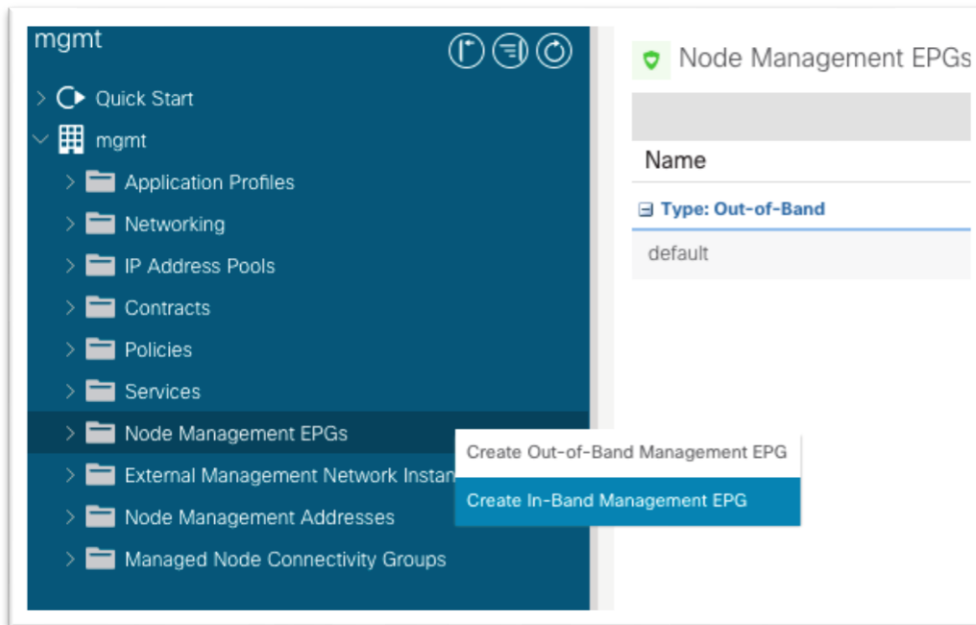 mgmt
Quick Start
mgmt
Application Profiles
Networking
IP Address Pools
Contracts
Policies
Services
Node Management EPGs
External Management Network Instan
Node Management Addresses
Managed Node Connectivity Groups
Create Out-of-Band Management EPG
Create In-Band Management EPG
Node Management EPGs
Name
Type: Out-of-Band
default